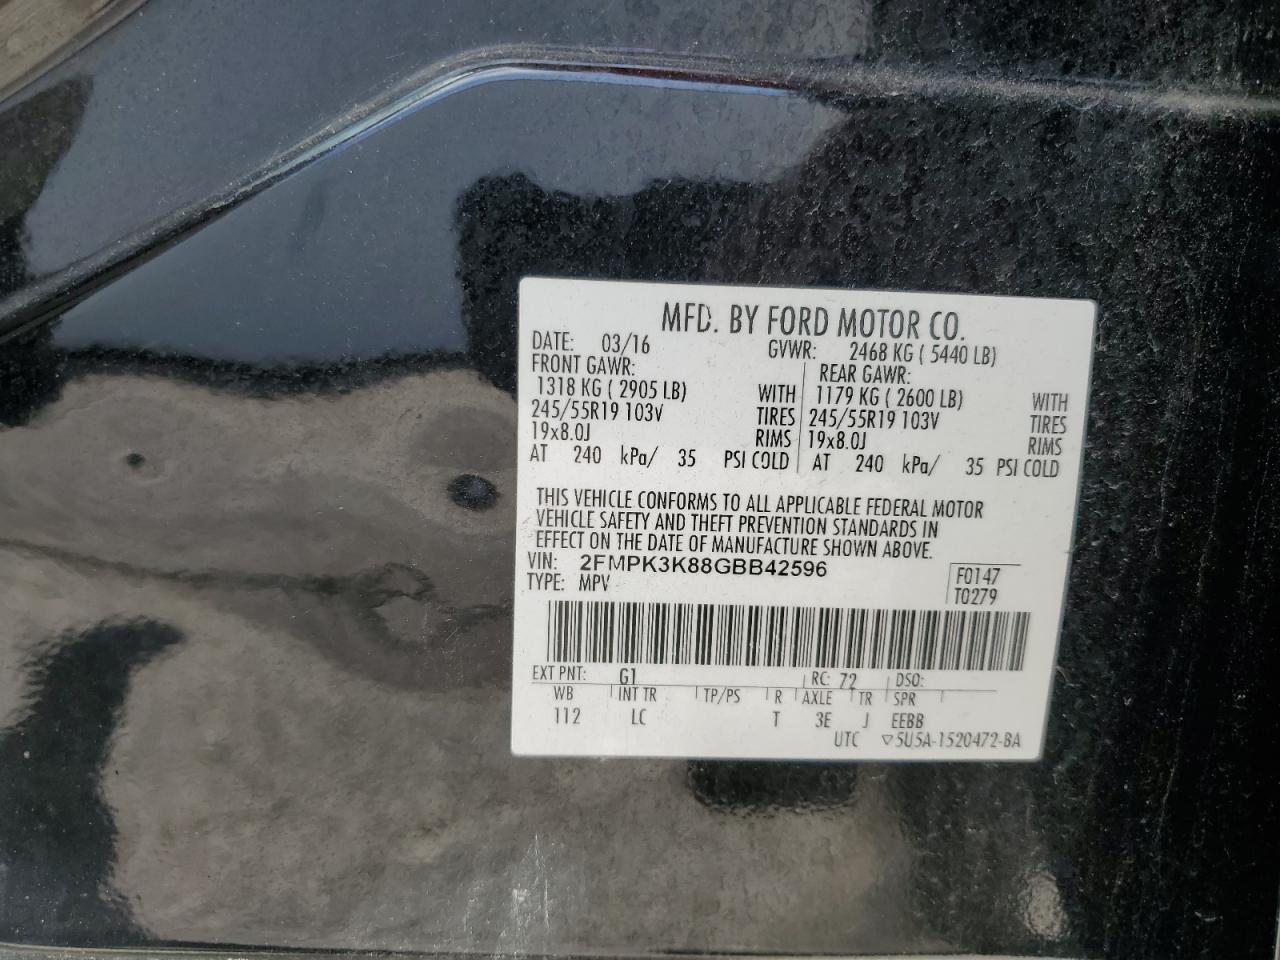 MFD. BY FORD MOTOR CO.
DATE: 03/16 GVWR: 2468 KG ( 5440 LB)
FRONT GAWR: REAR GAWR:
1318 KG ( 2905 LB) WITH 1179 KG ( 2600 LB) WITH
245/55R19 103V TIRES 245/55R19 103V TIRES
19x8.0J RIMS 19x8.0J RIMS
AT 240 kPa/ 35 PSI COLD AT 240 kPa/ 35 PSI COLD
THIS VEHICLE CONFORMS TO ALL APPLICABLE FEDERAL MOTOR
VEHICLE SAFETY AND THEFT PREVENTION STANDARDS IN
EFFECT ON THE DATE OF MANUFACTURE SHOWN ABOVE.
VIN: 2FMPK3K88GBB42596 F0147
TYPE: MPV T0279
EXT PNT: G1 RC: 72 DSO:
WB INT TR TP/PS R AXLE TR SPR
112 LC T 3E J EEBB
UTC ▽5U5A-1520472-BA